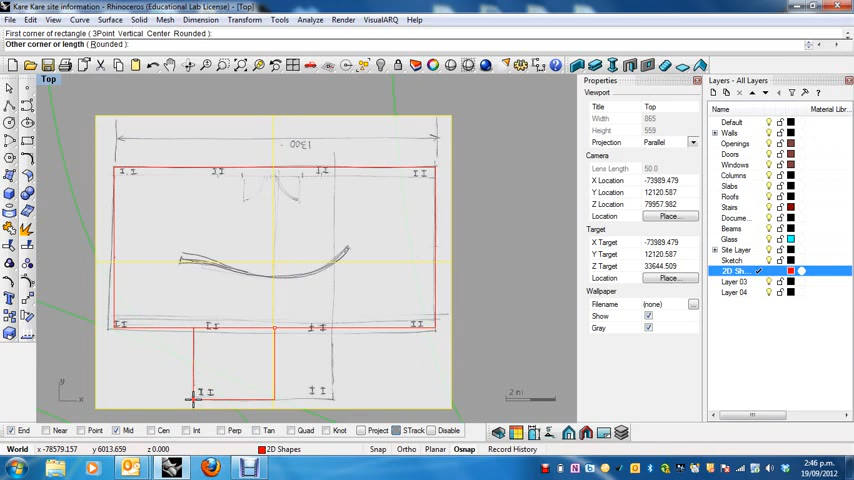 Kare Kare site information - Rhinoceros (Educational Lab License) - [Top]
File Edit View Curve Surface Solid Mesh Dimension Transform Tools Analyze Render VisualARQ Help
First corner of rectangle ( 3Point Vertical Center Rounded ):
Other corner or length ( Rounded ):
Top
1300
2 m
y
x
Properties
Viewport
Title Top
Width 865
Height 559
Projection Parallel
Camera
Lens Length 50.0
X Location -73989.479
Y Location 12120.587
Z Location 79957.982
Location Place...
Target
X Target -73989.479
Y Target 12120.587
Z Target 33644.509
Location Place...
Wallpaper
Filename (none) ...
Show
Gray
Layers - All Layers
Name Material Libr
Default
Walls
Openings
Doors
Windows
Columns
Slabs
Roofs
Stairs
Docume...
Beams
Glass
Site Layer
Sketch
2D Sh...
Layer 03
Layer 04
End Near Point Mid Cen Int Perp Tan Quad Knot Project STrack Disable
World x -78579.157 y 6013.659 z 0.000 2D Shapes Snap Ortho Planar Osnap Record History
2:46 p.m.
19/09/2012